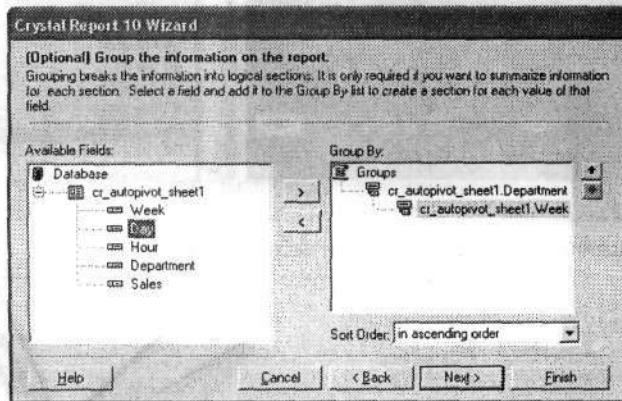 Crystal Report 10 Wizard
(Optional) Group the information on the report.
Grouping breaks the information into logical sections. It is only required if you want to summarize information
for each section. Select a field and add it to the Group By list to create a section for each value of that
field.
Available Fields:
Database
cr_autopivot_sheet1
Week
Day
Hour
Department
Sales
>
<
Group By:
Groups
cr_autopivot_sheet1.Department
cr_autopivot_sheet1.Week
Sort Order: in ascending order
Help
Cancel
< Back
Next >
Finish